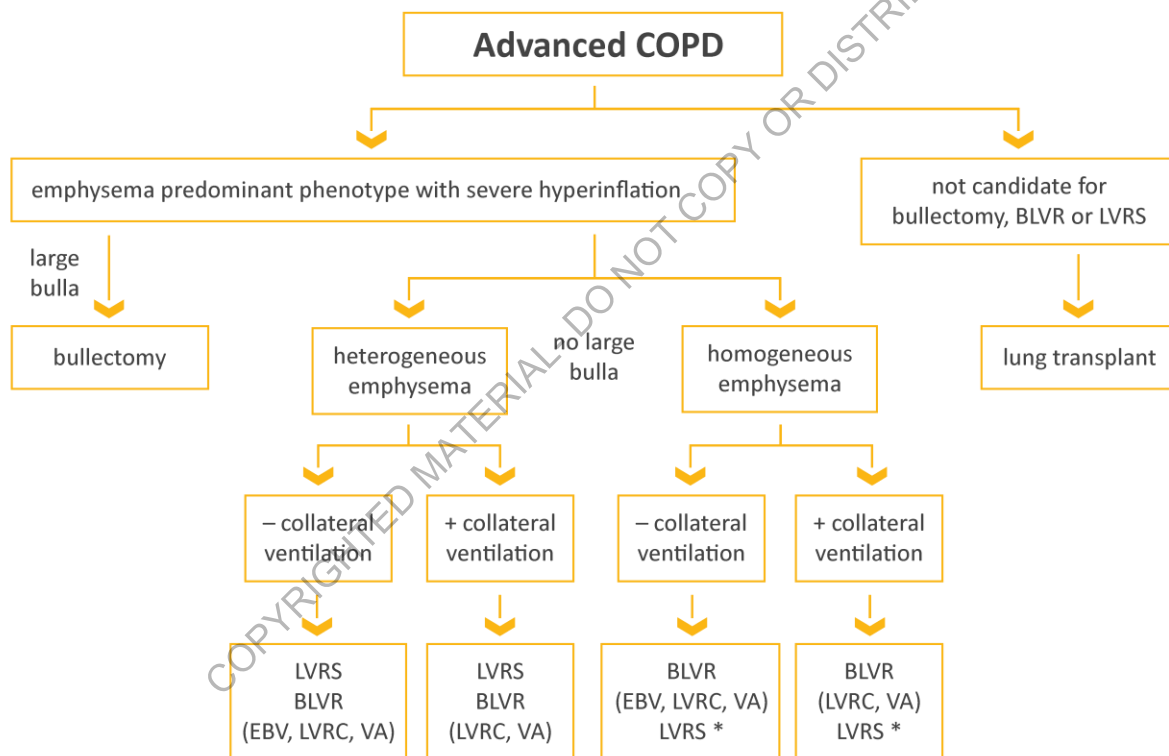 Advanced COPD
emphysema predominant phenotype with severe hyperinflation
not candidate for
bullectomy, BLVR or LVRS
large
bulla
bullectomy
heterogeneous
emphysema
no large
bulla
homogeneous
emphysema
lung transplant
– collateral
ventilation
+ collateral
ventilation
– collateral
ventilation
+ collateral
ventilation
LVRS
BLVR
(EBV, LVRC, VA)
LVRS
BLVR
(LVRC, VA)
BLVR
(EBV, LVRC, VA)
LVRS *
BLVR
(LVRC, VA)
LVRS *
COPYRIGHTED MATERIAL- DO NOT COPY OR